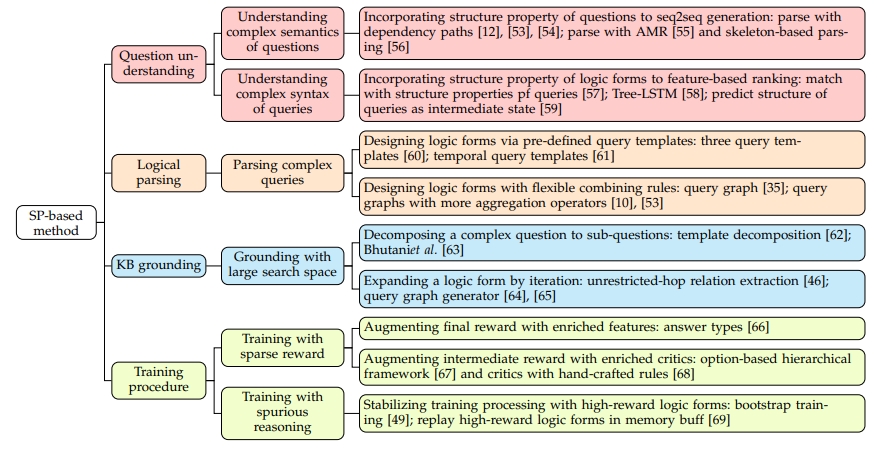 SP-based
method
Question un-
derstanding
Understanding
complex semantics
of questions
Incorporating structure property of questions to seq2seq generation: parse with
dependency paths [12], [53], [54]; parse with AMR [55] and skeleton-based pars-
ing [56]
Understanding
complex syntax
of queries
Incorporating structure property of logic forms to feature-based ranking: match
with structure properties pf queries [57]; Tree-LSTM [58]; predict structure of
queries as intermediate state [59]
Logical
parsing
Parsing complex
queries
Designing logic forms via pre-defined query templates: three query tem-
plates [60]; temporal query templates [61]
Designing logic forms with flexible combining rules: query graph [35]; query
graphs with more aggregation operators [10], [53]
KB grounding
Grounding with
large search space
Decomposing a complex question to sub-questions: template decomposition [62];
Bhutaniet al. [63]
Expanding a logic form by iteration: unrestricted-hop relation extraction [46];
query graph generator [64], [65]
Training
procedure
Training with
sparse reward
Augmenting final reward with enriched features: answer types [66]
Augmenting intermediate reward with enriched critics: option-based hierarchical
framework [67] and critics with hand-crafted rules [68]
Training with
spurious
reasoning
Stabilizing training processing with high-reward logic forms: bootstrap train-
ing [49]; replay high-reward logic forms in memory buff [69]